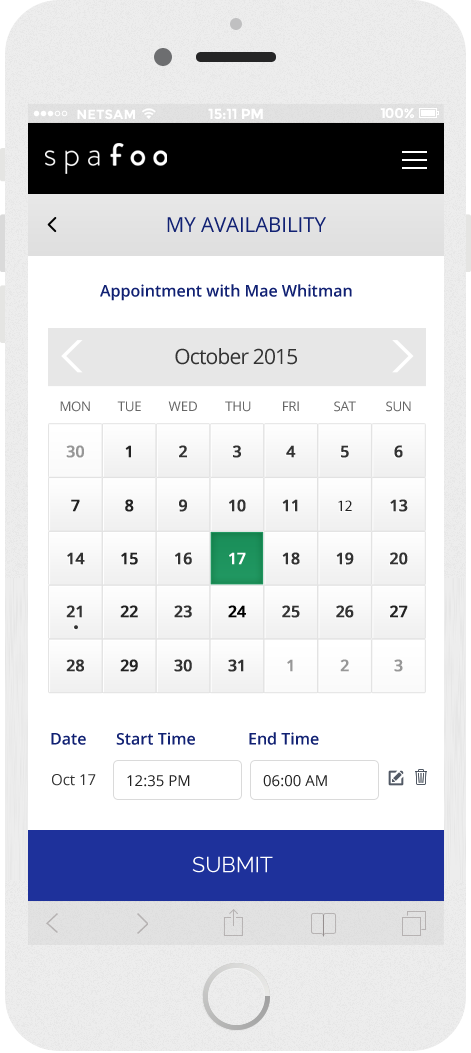 NETSAM 15:11 PM 100%
spafoo
MY AVAILABILITY
Appointment with Mae Whitman
October 2015
MON TUE WED THU FRI SAT SUN
30 1 2 3 4 5 6
7 8 9 10 11 12 13
14 15 16 17 18 19 20
21 22 23 24 25 26 27
28 29 30 31 1 2 3
Date Start Time End Time
Oct 17 12:35 PM 06:00 AM
SUBMIT